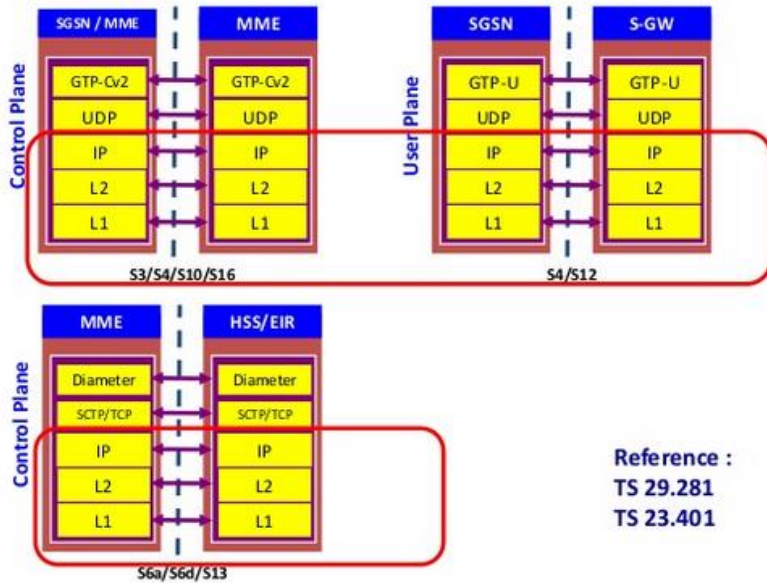 SGSN / MME
MME
Control Plane
GTP-Cv2
GTP-Cv2
UDP
UDP
IP
IP
L2
L2
L1
L1
S3/S4/S10/S16
SGSN
S-GW
User Plane
GTP-U
GTP-U
UDP
UDP
IP
IP
L2
L2
L1
L1
S4/S12
MME
HSS/EIR
Control Plane
Diameter
Diameter
SCTP/TCP
SCTP/TCP
IP
IP
L2
L2
L1
L1
S6a/S6d/S13
Reference :
TS 29.281
TS 23.401